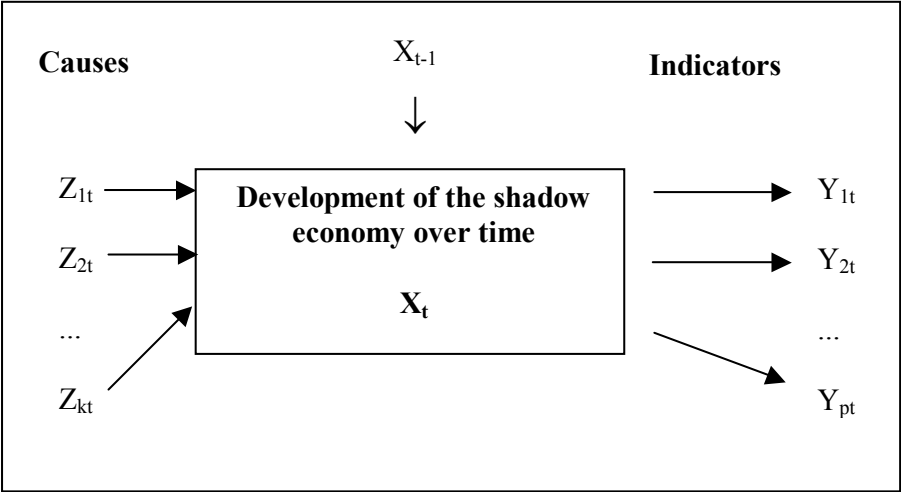 Causes
X_{t-1}
Indicators
Z_{1t}
Z_{2t}
...
Z_{kt}
Development of the shadow
economy over time
X_t
Y_{1t}
Y_{2t}
...
Y_{pt}